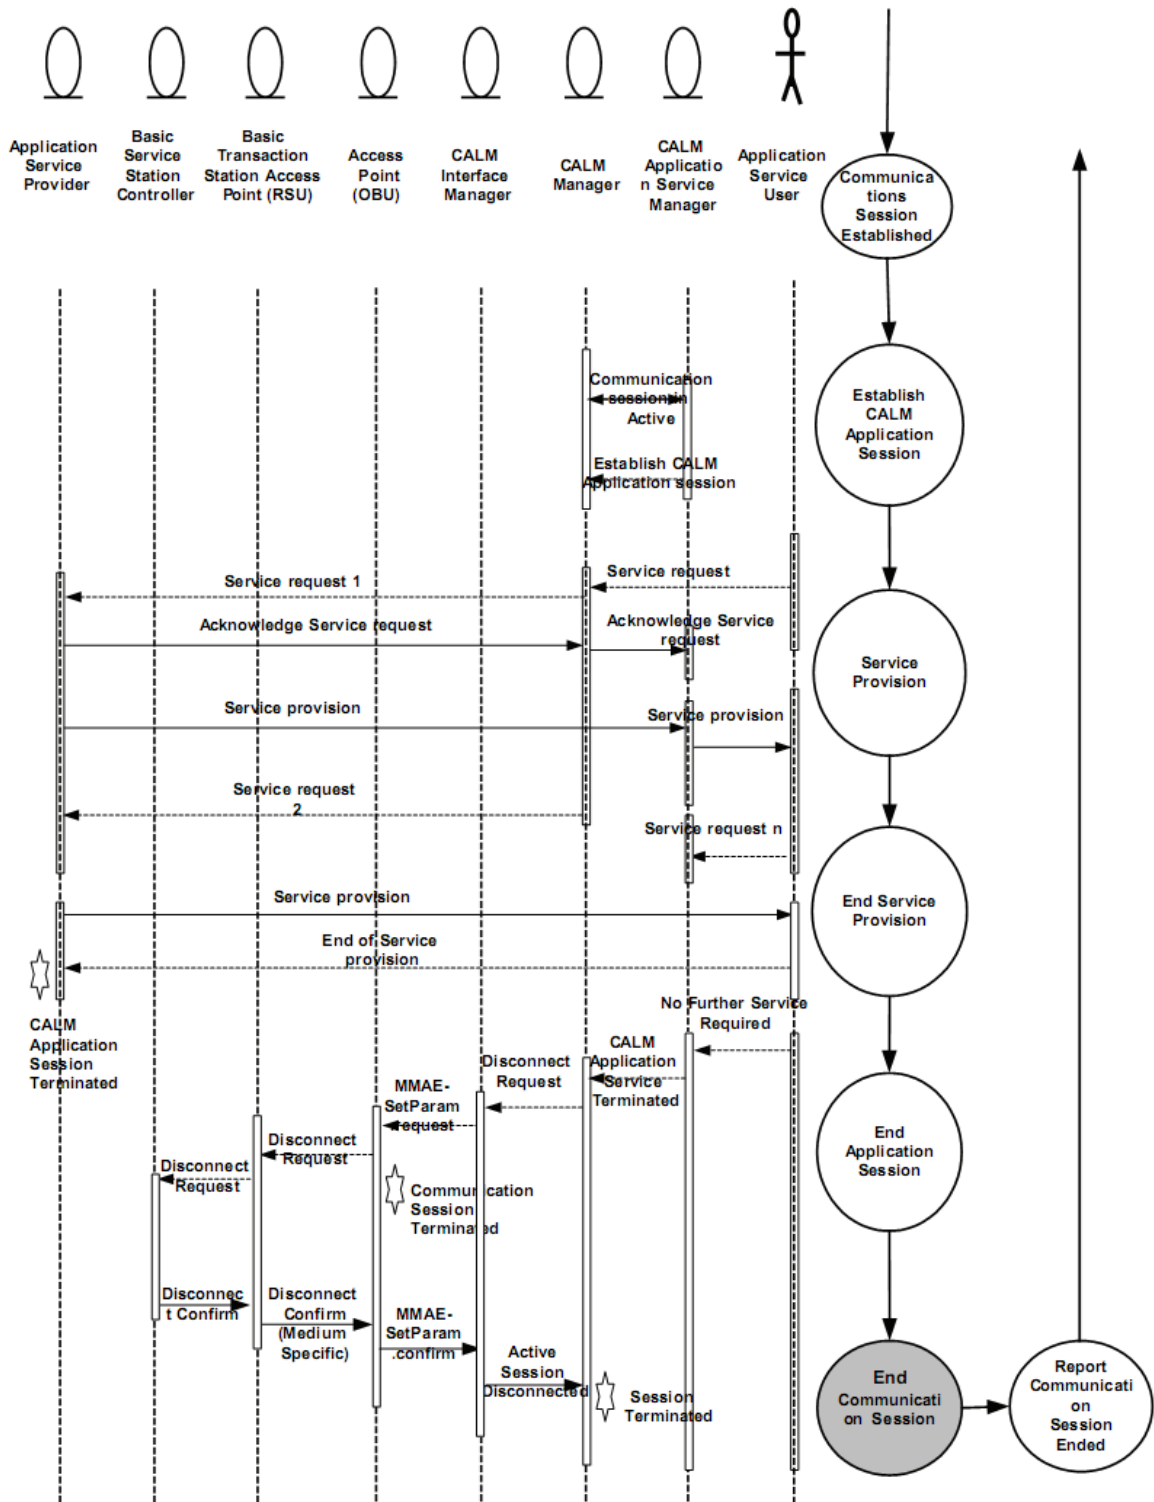 Application
Service
Provider
Basic
Service
Station
Controller
Basic
Transaction
Station Access
Point (RSU)
Access
Point
(OBU)
CALM
Interface
Manager
CALM
Manager
CALM
Applicatio
n Service
Manager
Application
Service
User
Communica
tions
Session
Established
Communication
session in
Active
Establish CALM
Application session
Establish
CALM
Application
Session
Service request 1
Service request
Acknowledge Service request
Acknowledge Service
request
Service
Provision
Service provision
Service provision
Service request
2
Service request n
Service provision
End of Service
provision
End Service
Provision
CALM
Application
Session
Terminated
No Further Service
Required
CALM
Application
Service
Terminated
Disconnect
Request
MMAE-
SetParam
request
Disconnect
Request
Disconnect
Request
Communication
Session
Terminated
End
Application
Session
Disconnec
t Confirm
Disconnect
Confirm
(Medium
Specific)
MMAE-
SetParam
.confirm
Active
Session
Disconnected
Session
Terminated
End
Communicati
on Session
Report
Communicati
on
Session
Ended